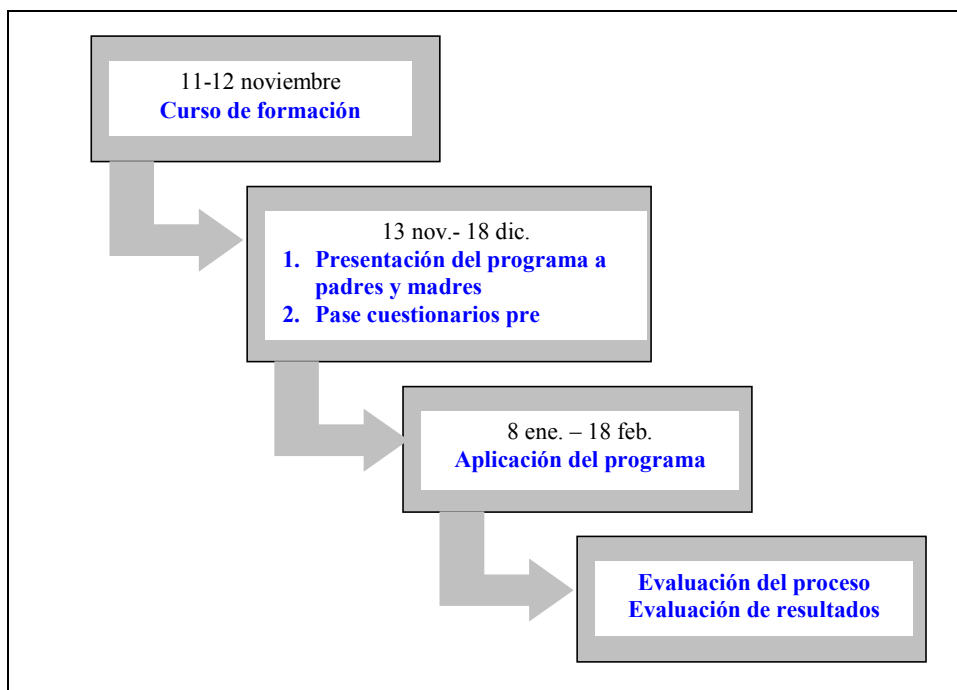 11-12 noviembre
Curso de formación
13 nov.- 18 dic.
1. Presentación del programa a
padres y madres
2. Pase cuestionarios pre
8 ene. – 18 feb.
Aplicación del programa
Evaluación del proceso
Evaluación de resultados